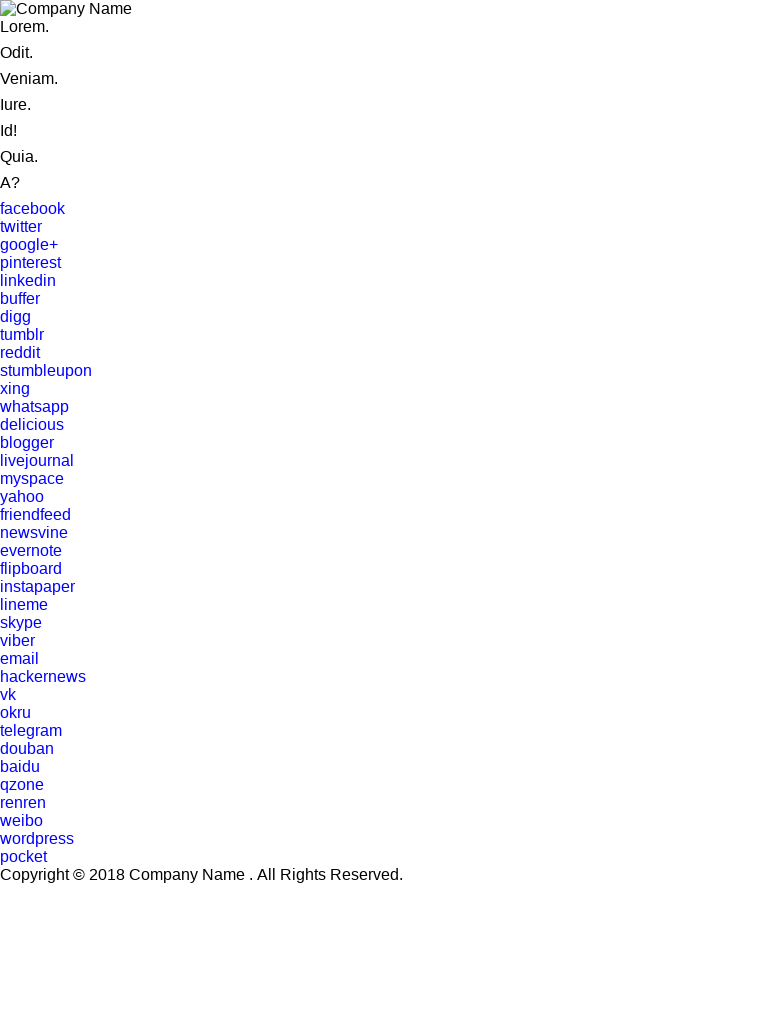 Company Name
Lorem.
Odit.
Veniam.
Iure.
Id!
Quia.
A?
facebook
twitter
google+
pinterest
linkedin
buffer
digg
tumblr
reddit
stumbleupon
xing
whatsapp
delicious
blogger
livejournal
myspace
yahoo
friendfeed
newsvine
evernote
flipboard
instapaper
lineme
skype
viber
email
hackernews
vk
okru
telegram
douban
baidu
qzone
renren
weibo
wordpress
pocket
Copyright © 2018 Company Name . All Rights Reserved.